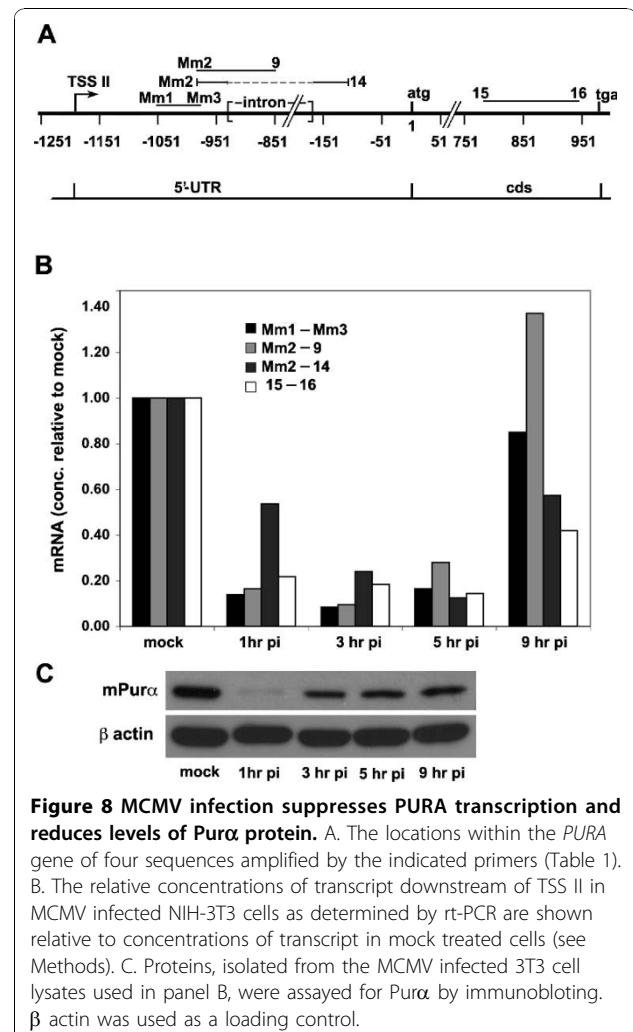 A
Mm2 9
TSS II Mm2 14
Mm1 Mm3 intron atg 15 16 tga
1
-1251 -1151 -1051 -951 -851 -151 -51 51 751 851 951
5'-UTR cds
B
mRNA (conc. relative to mock)
1.40
1.20
1.00
0.80
0.60
0.40
0.20
0.00
Mm1 – Mm3
Mm2 – 9
Mm2 – 14
15 – 16
mock 1hr pi 3 hr pi 5 hr pi 9 hr pi
C
mPurα
β actin
mock 1hr pi 3 hr pi 5 hr pi 9 hr pi
Figure 8 MCMV infection suppresses PURA transcription and
reduces levels of Purα protein. A. The locations within the PURA
gene of four sequences amplified by the indicated primers (Table 1).
B. The relative concentrations of transcript downstream of TSS II in
MCMV infected NIH-3T3 cells as determined by rt-PCR are shown
relative to concentrations of transcript in mock treated cells (see
Methods). C. Proteins, isolated from the MCMV infected 3T3 cell
lysates used in panel B, were assayed for Purα by immunobloting.
β actin was used as a loading control.